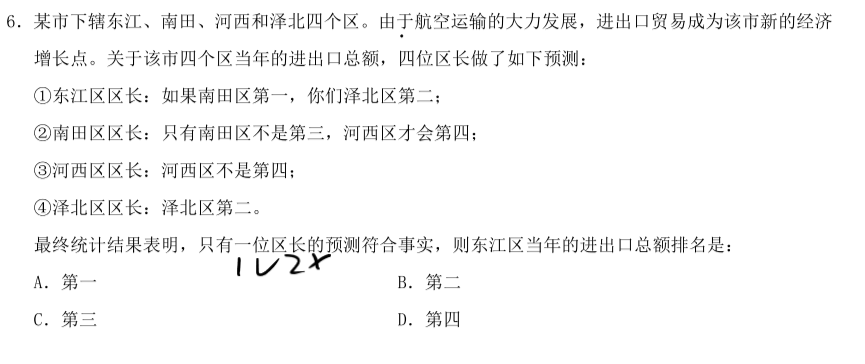 6. 某市下辖东江、南田、河西和泽北四个区。由于航空运输的大力发展，进出口贸易成为该市新的经济
增长点。关于该市四个区当年的进出口总额，四位区长做了如下预测：
①东江区区长：如果南田区第一，你们泽北区第二；
②南田区区长：只有南田区不是第三，河西区才会第四；
③河西区区长：河西区不是第四；
④泽北区区长：泽北区第二。
最终统计结果表明，只有一位区长的预测符合事实，则东江区当年的进出口总额排名是：
1√2×
A. 第一 B. 第二
C. 第三 D. 第四